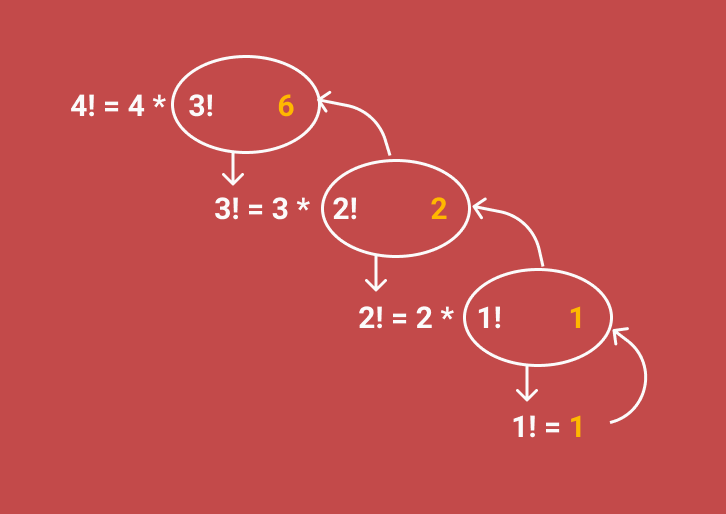 4! = 4 * 3! 6
3! = 3 * 2! 2
2! = 2 * 1! 1
1! = 1